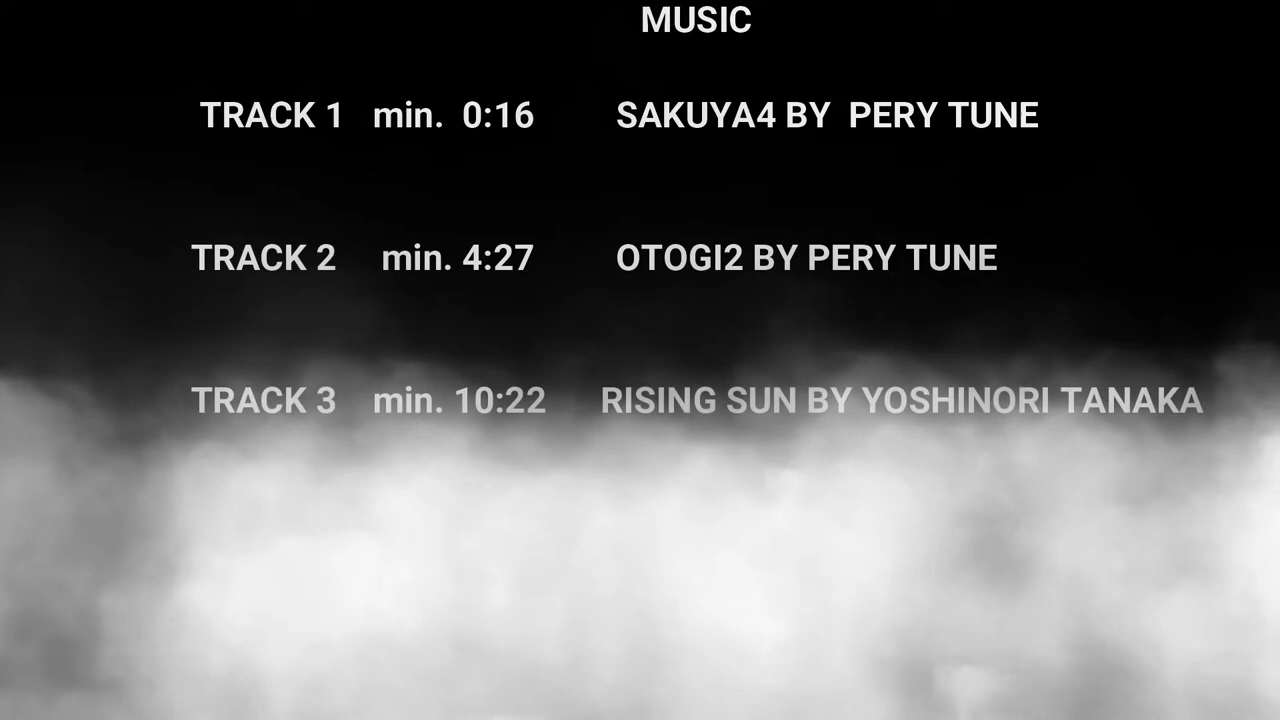 MUSIC
TRACK 1 min. 0:16 SAKUYA4 BY PERY TUNE
TRACK 2 min. 4:27 OTOGI2 BY PERY TUNE
TRACK 3 min. 10:22 RISING SUN BY YOSHINORI TANAKA